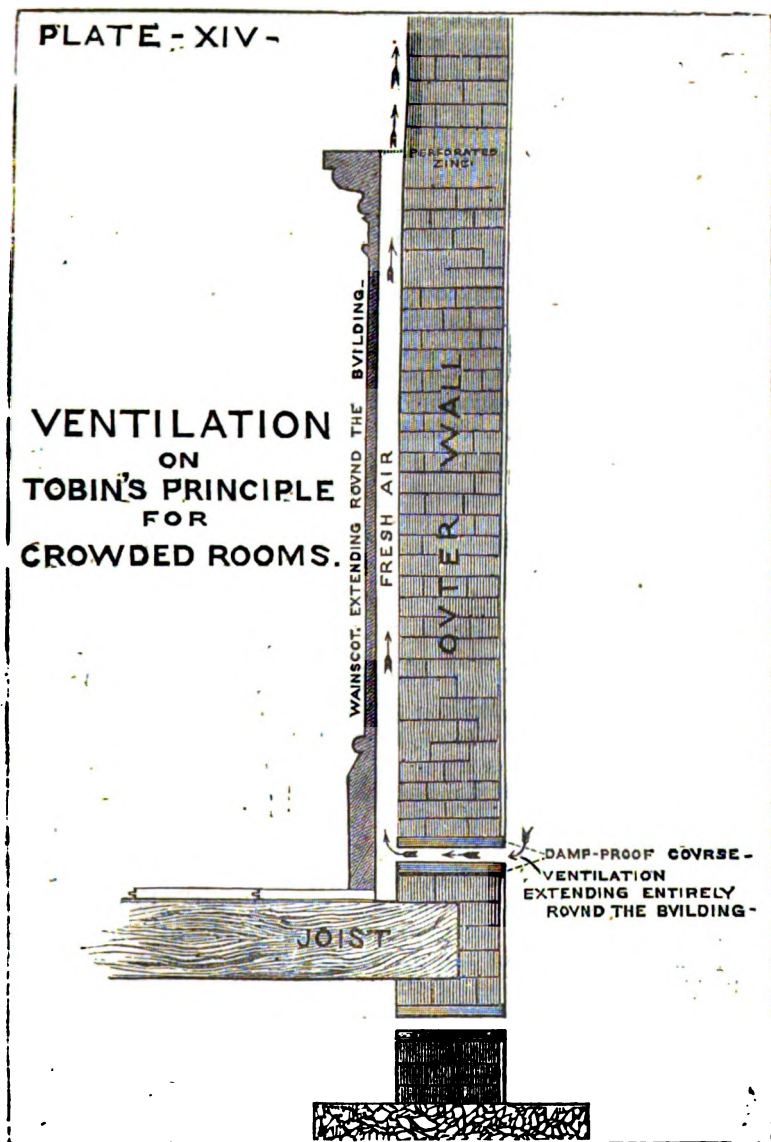 PLATE - XIV -
PERFORATED
ZINC.
VENTILATION
ON
TOBIN'S PRINCIPLE
FOR
CROWDED ROOMS.
WAINSCOT. EXTENDING ROVND THE BVILDING_
FRESH AIR
OVTER WALL
DAMP-PROOF COVRSE -
VENTILATION
EXTENDING ENTIRELY
ROVND THE BVILDING -
JOIST